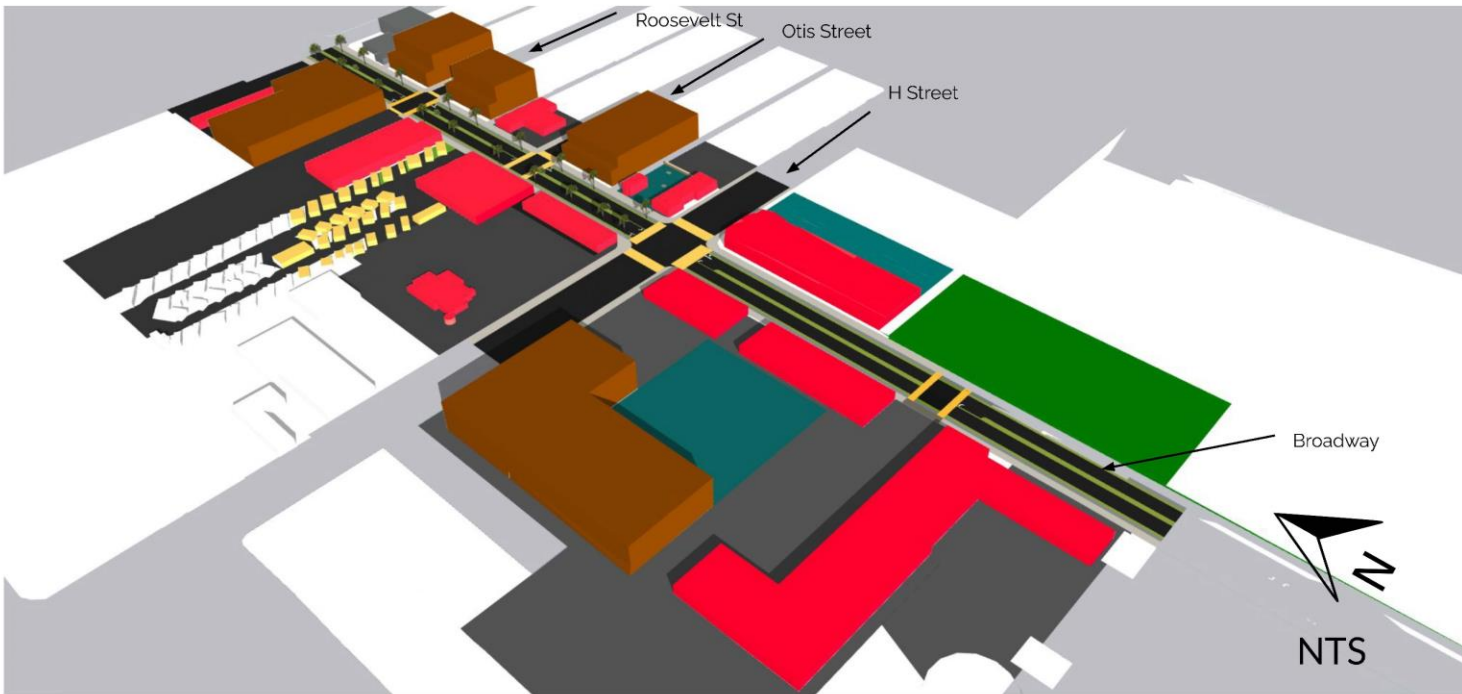 Roosevelt St
Otis Street
H Street
Broadway
N
NTS